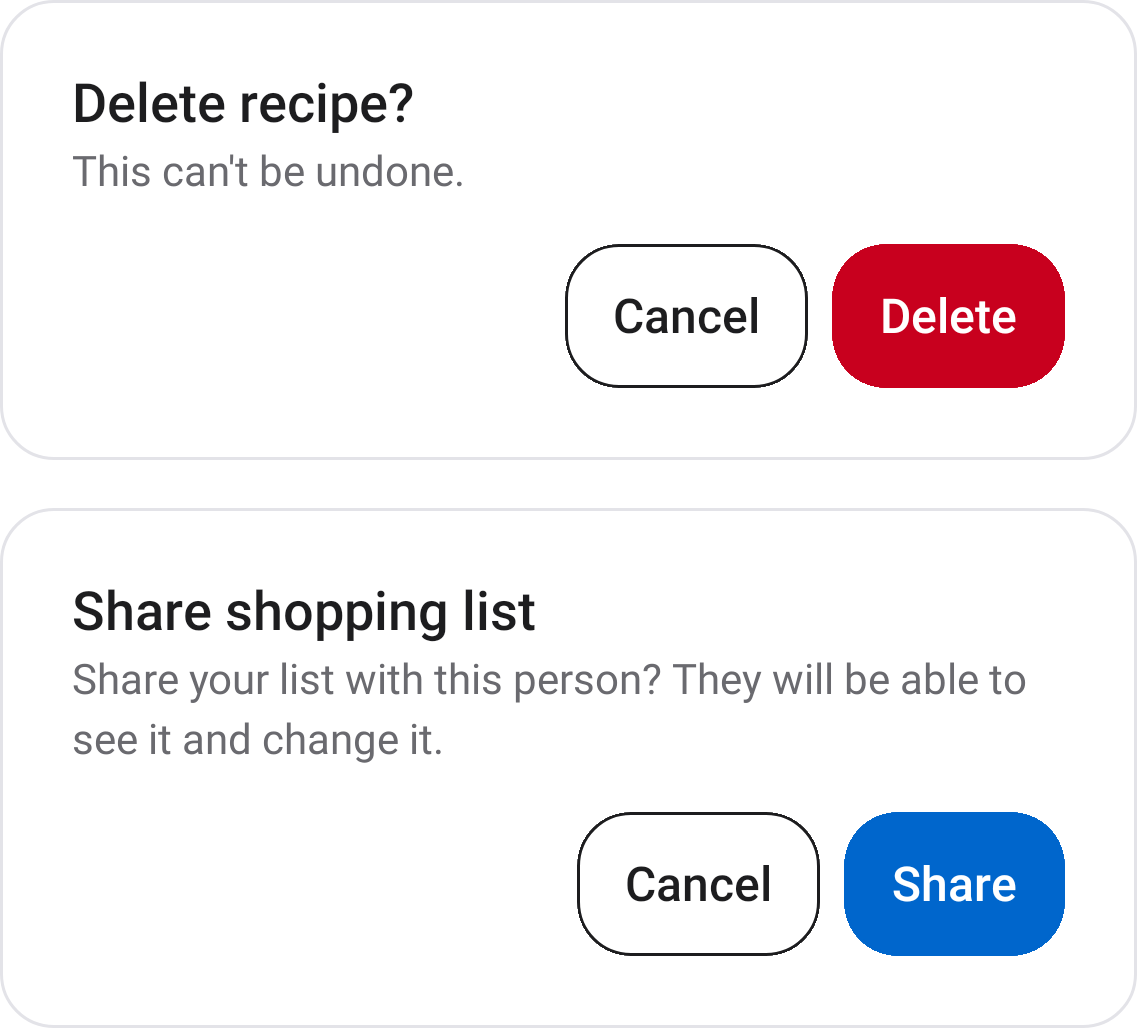 Delete recipe?
This can't be undone.
Cancel Delete
Share shopping list
Share your list with this person? They will be able to
see it and change it.
Cancel Share